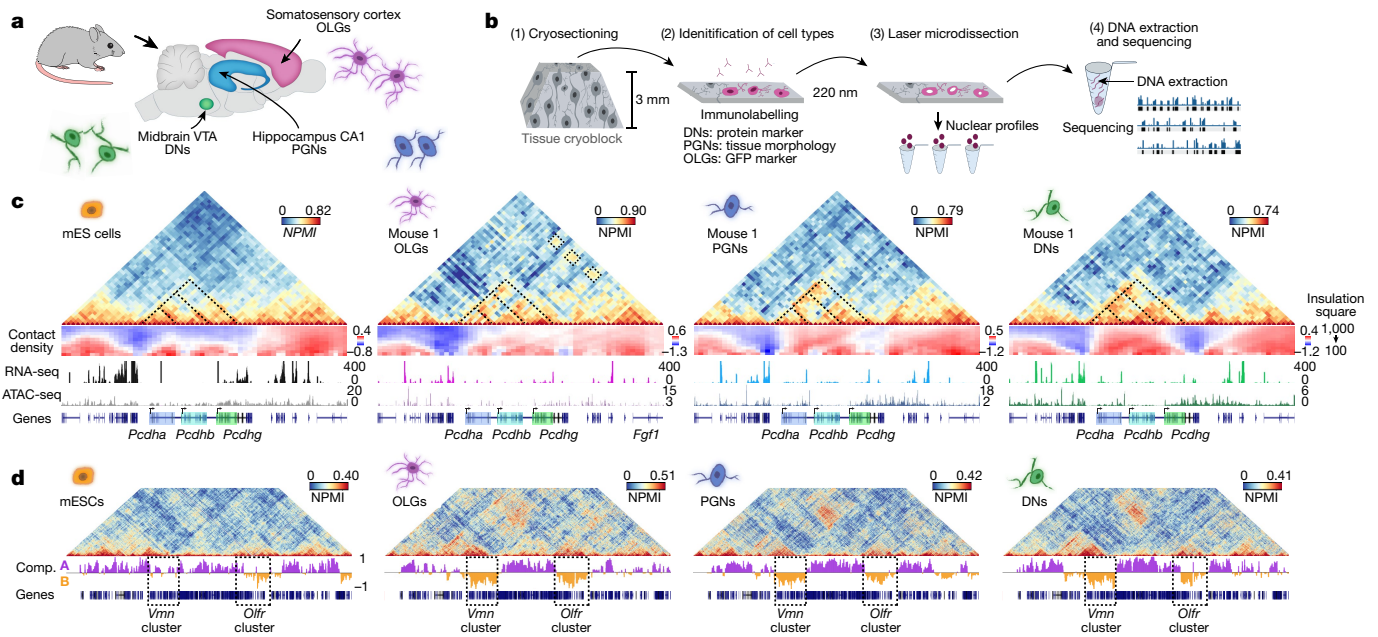 a
Somatosensory cortex
OLGs
Midbrain VTA
DNs
Hippocampus CA1
PGNs
b
(1) Cryosectioning
(2) Idenitification of cell types
(3) Laser microdissection
(4) DNA extraction
and sequencing
3 mm
Tissue cryoblock
Immunolabelling
DNs: protein marker
PGNs: tissue morphology
OLGs: GFP marker
220 nm
Nuclear profiles
DNA extraction
Sequencing
c
mES cells
0 0.82
NPMI
Mouse 1
OLGs
0 0.90
NPMI
Mouse 1
PGNs
0 0.79
NPMI
Mouse 1
DNs
0 0.74
NPMI
Insulation
square
1,000
100
Contact
density
0.4
−0.8
0.6
−1.3
0.5
−1.2
0.4
−1.2
RNA-seq
400
0
400
0
400
0
400
0
ATAC-seq
20
0
15
3
18
2
6
0
Genes
Pcdha Pcdhb Pcdhg
Pcdha Pcdhb Pcdhg Fgf1
Pcdha Pcdhb Pcdhg
Pcdha Pcdhb Pcdhg
d
mESCs
0 0.40
NPMI
OLGs
0 0.51
NPMI
PGNs
0 0.42
NPMI
DNs
0 0.41
NPMI
Comp. A
B
1
−1
Genes
Vmn
cluster
Olfr
cluster
Vmn
cluster
Olfr
cluster
Vmn
cluster
Olfr
cluster
Vmn
cluster
Olfr
cluster